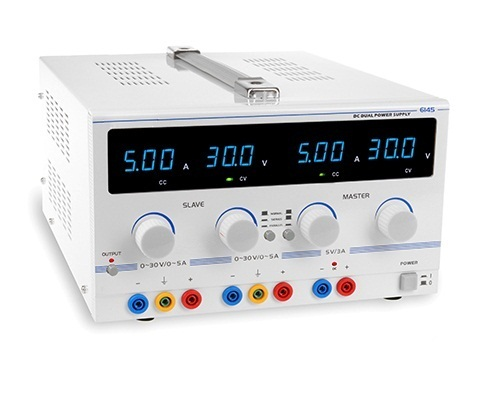 6145
DC DUAL POWER SUPPLY
5.00 A 30.0 V 5.00 A 30.0 V
CC CV CC CV
SLAVE MASTER
OUTPUT
0~30V/0~5A 0~30V/0~5A 5V/3A
POWER
- + - + - +
I
0